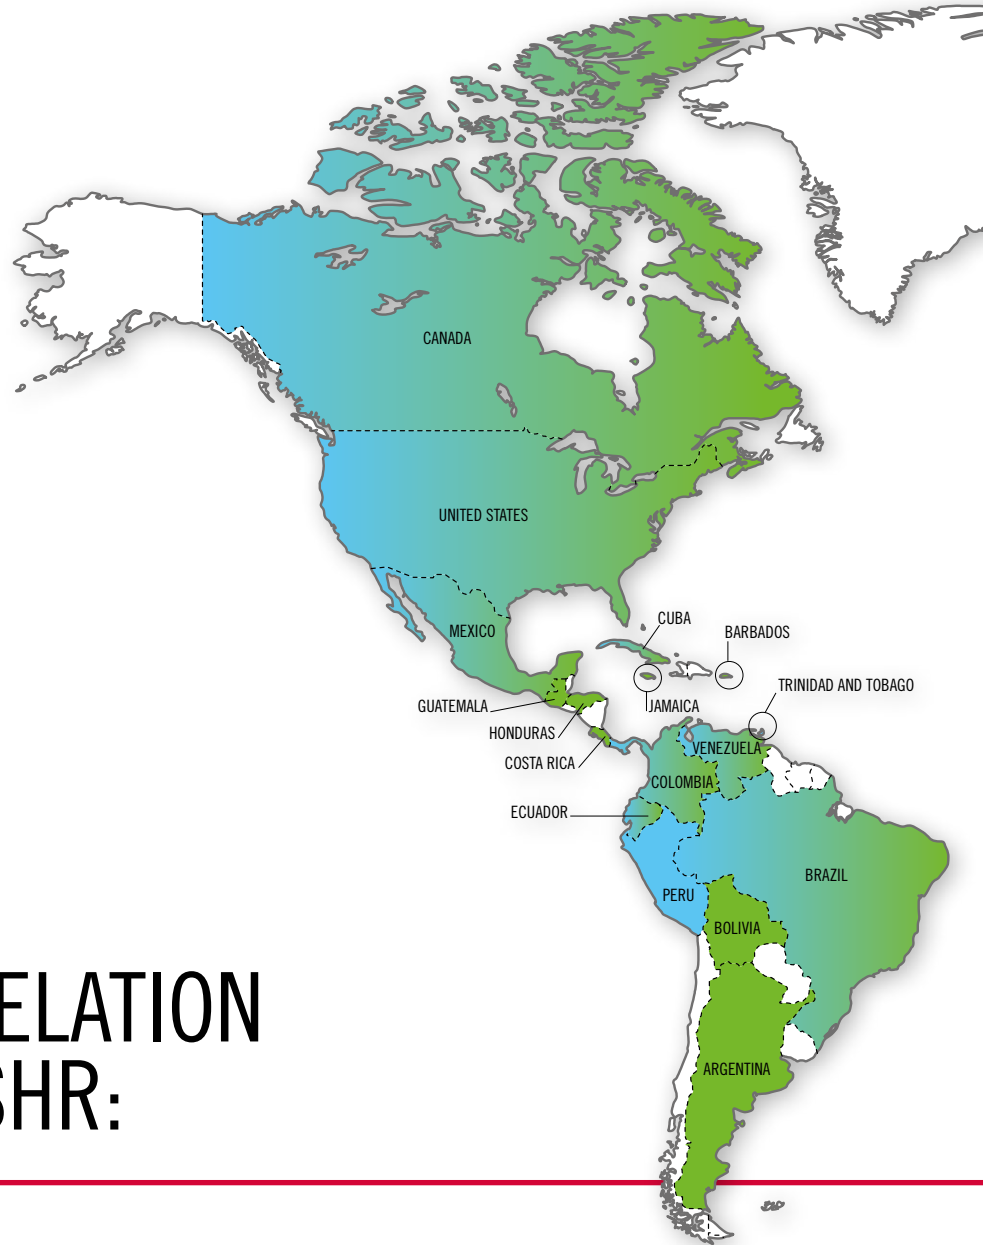 CANADA
UNITED STATES
MEXICO
CUBA
BARBADOS
TRINIDAD AND TOBAGO
GUATEMALA
JAMAICA
HONDURAS
COSTA RICA
VENEZUELA
COLOMBIA
ECUADOR
BRAZIL
PERU
BOLIVIA
ELATION
SHR:
ARGENTINA